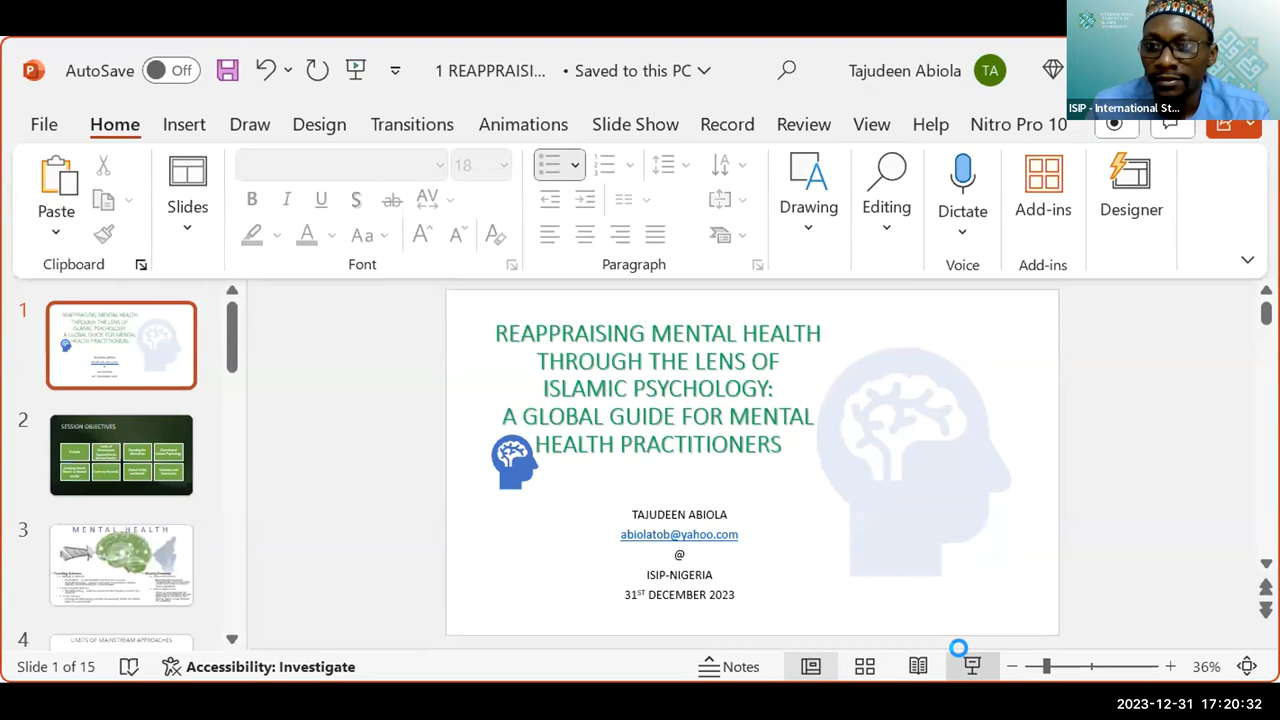 AutoSave
Off
1 REAPPRAISI... • Saved to this PC
Tajudeen Abiola
TA
ISIP - International St...
File
Home
Insert
Draw
Design
Transitions
Animations
Slide Show
Record
Review
View
Help
Nitro Pro 10
Paste
Slides
18
Drawing
Editing
Dictate
Add-ins
Designer
Clipboard
Font
Paragraph
Voice
Add-ins
1
2
SESSION OBJECTIVES
3
MENTAL HEALTH
4
LIMITS OF MAINSTREAM APPROACHES
REAPPRAISING MENTAL HEALTH
THROUGH THE LENS OF
ISLAMIC PSYCHOLOGY:
A GLOBAL GUIDE FOR MENTAL
HEALTH PRACTITIONERS
TAJUDEEN ABIOLA
abiolatob@yahoo.com
@
ISIP-NIGERIA
31ST DECEMBER 2023
Slide 1 of 15
Accessibility: Investigate
Notes
36%
2023-12-31 17:20:32